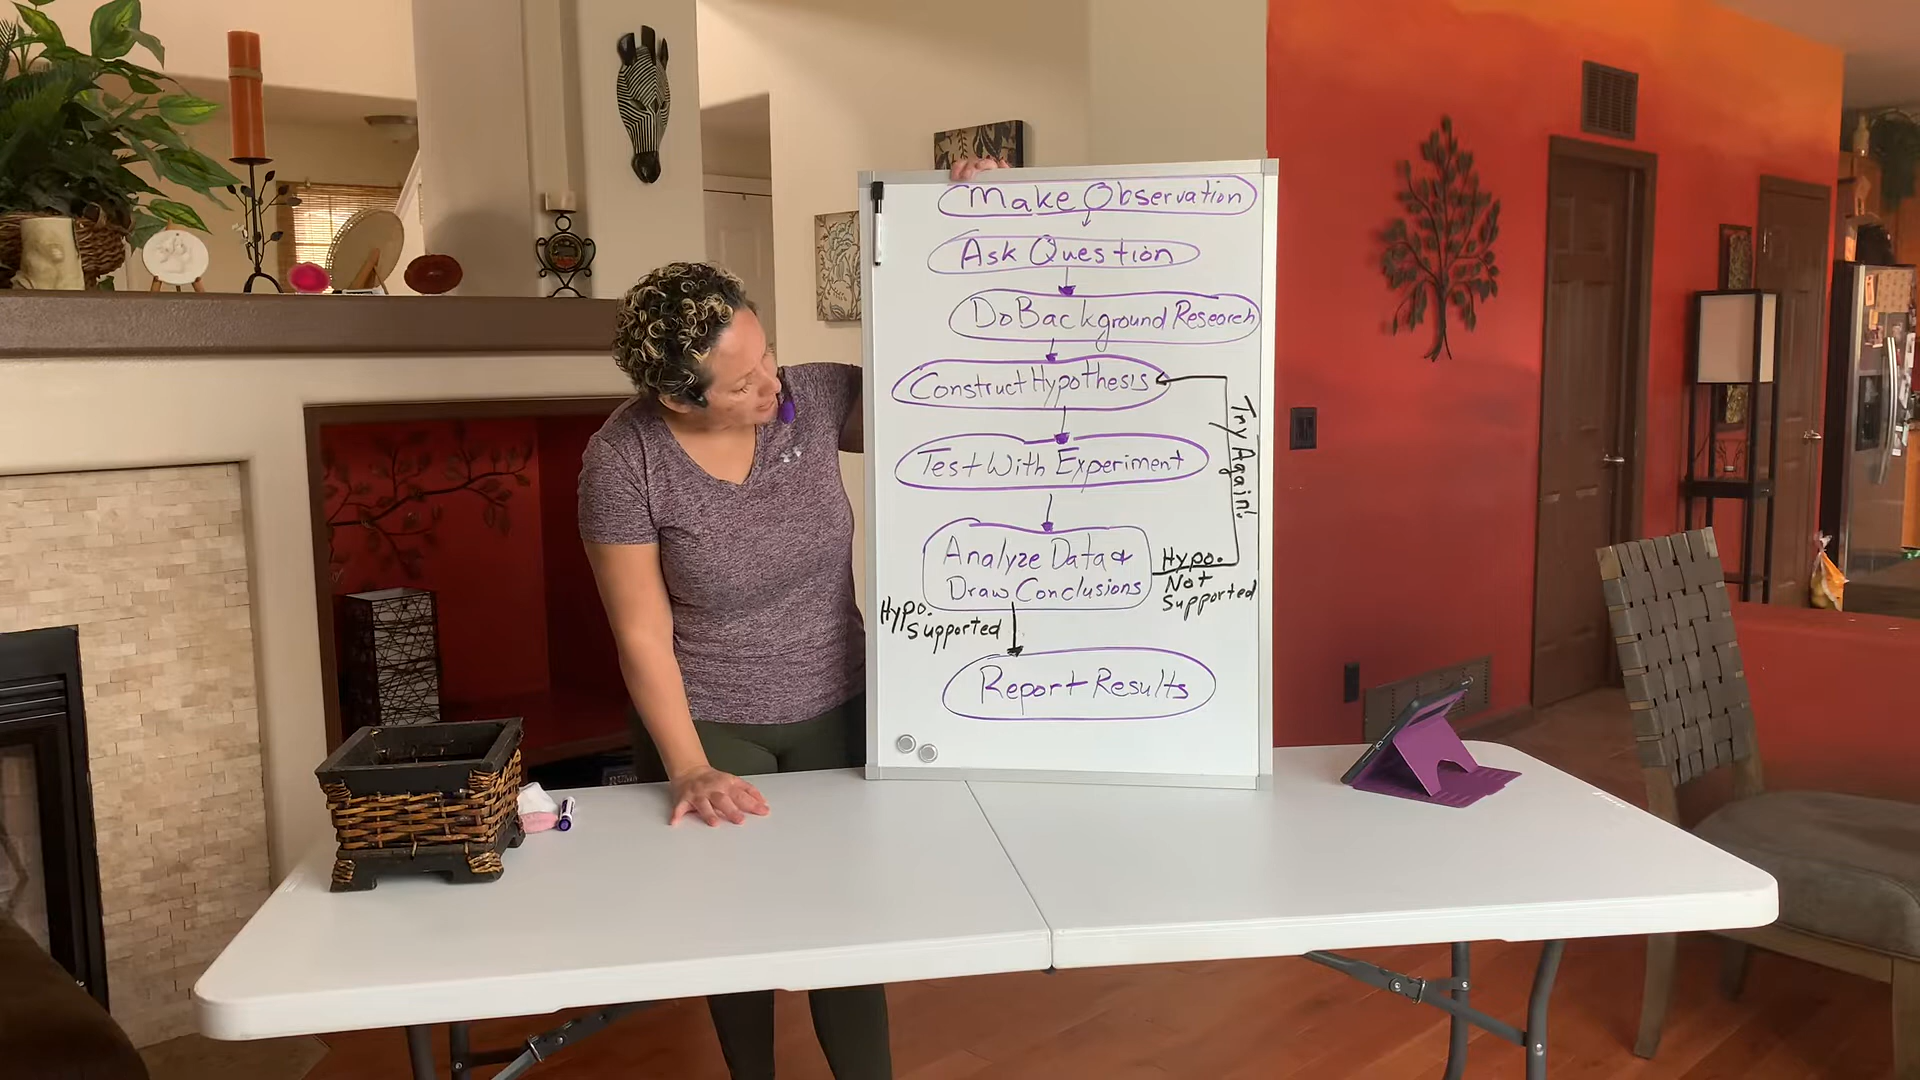 Make Observation
Ask Question
Do Background Research
Construct Hypothesis
Try Again!
Test With Experiment
Analyze Data &
Draw Conclusions
Hypo.
Not
Supported
Hypo.
Supported
Report Results